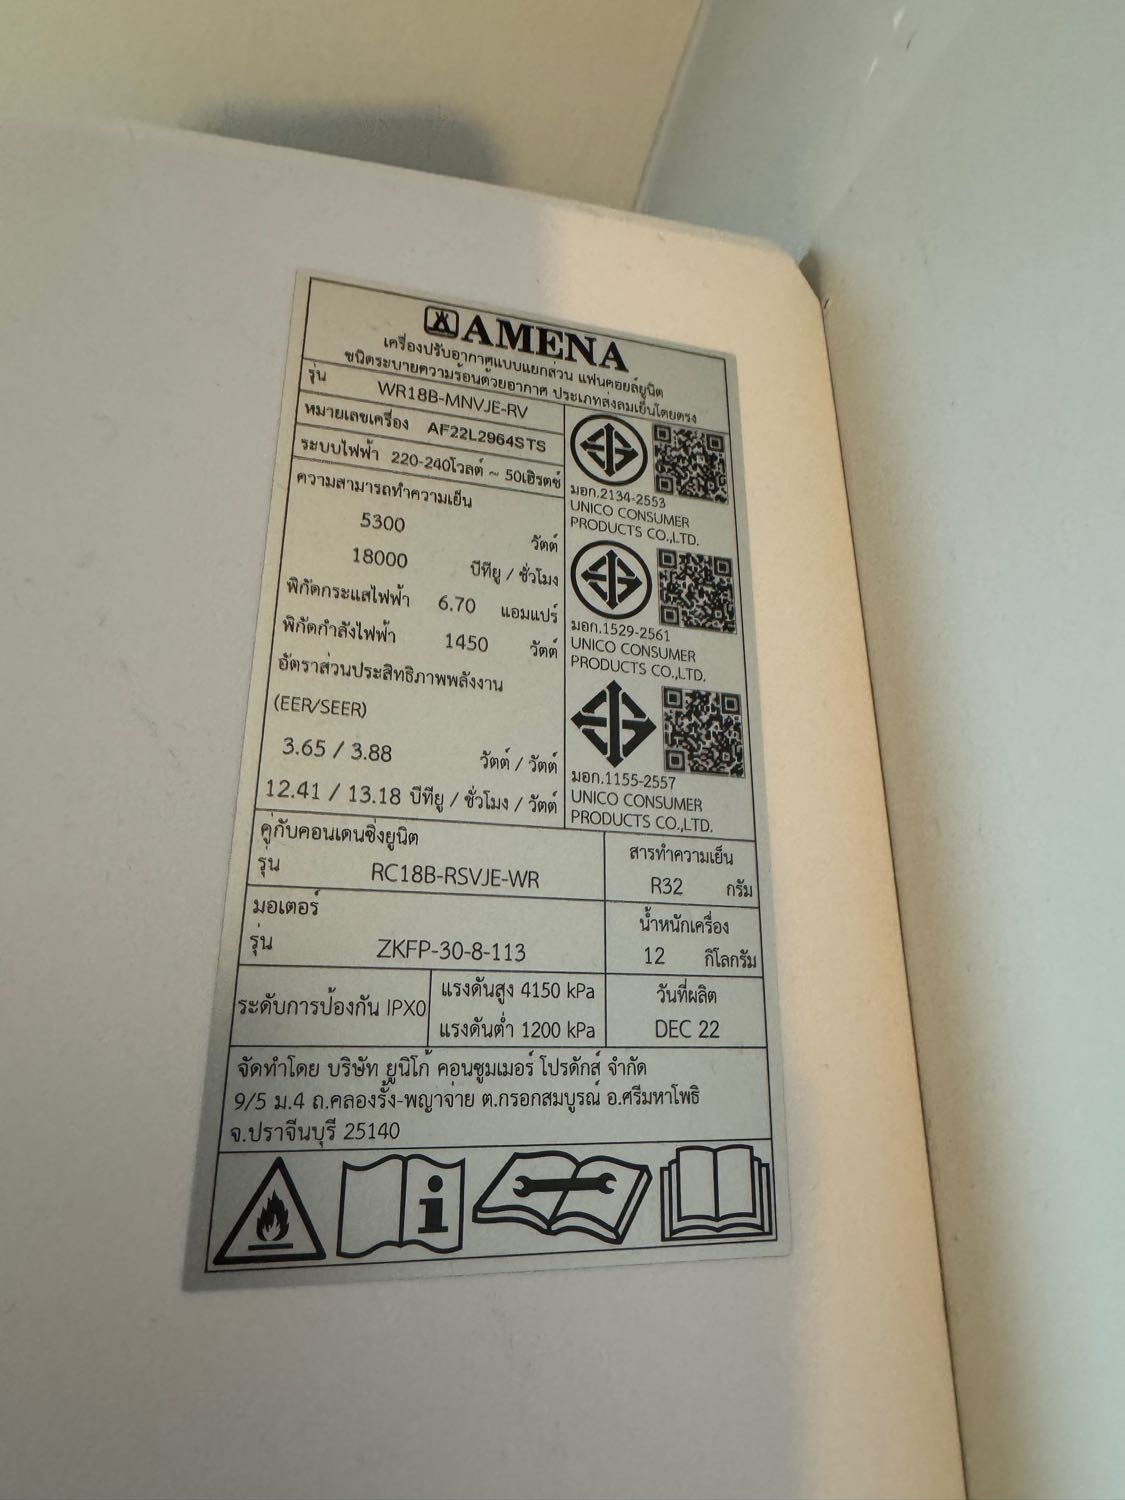 AMENA
เครื่องปรับอากาศแบบแยกส่วน แฟนคอยล์ยูนิต
ชนิดระบายความร้อนด้วยอากาศ ประเภทส่งลมเย็นโดยตรง
รุ่น WR18B-MNVJE-RV
หมายเลขเครื่อง AF22L2964STS
ระบบไฟฟ้า 220-240โวลต์ ~ 50เฮิรตซ์
ความสามารถทำความเย็น
5300 วัตต์
18000 บีทียู / ชั่วโมง
พิกัดกระแสไฟฟ้า 6.70 แอมแปร์
พิกัดกำลังไฟฟ้า 1450 วัตต์
อัตราส่วนประสิทธิภาพพลังงาน
(EER/SEER)
3.65 / 3.88 วัตต์ / วัตต์
12.41 / 13.18 บีทียู / ชั่วโมง / วัตต์
มอก.2134-2553
UNICO CONSUMER
PRODUCTS CO.,LTD.
มอก.1529-2561
UNICO CONSUMER
PRODUCTS CO.,LTD.
มอก.1155-2557
UNICO CONSUMER
PRODUCTS CO.,LTD.
คู่กับคอนเดนซิ่งยูนิต
รุ่น RC18B-RSVJE-WR
สารทำความเย็น
R32 กรัม
มอเตอร์
รุ่น ZKFP-30-8-113
น้ำหนักเครื่อง
12 กิโลกรัม
ระดับการป้องกัน IPX0
แรงดันสูง 4150 kPa
แรงดันต่ำ 1200 kPa
วันที่ผลิต
DEC 22
จัดทำโดย บริษัท ยูนิโก้ คอนซูมเมอร์ โปรดักส์ จำกัด
9/5 ม.4 ถ.คลองรั้ง-พญาจ่าย ต.กรอกสมบูรณ์ อ.ศรีมหาโพธิ
จ.ปราจีนบุรี 25140